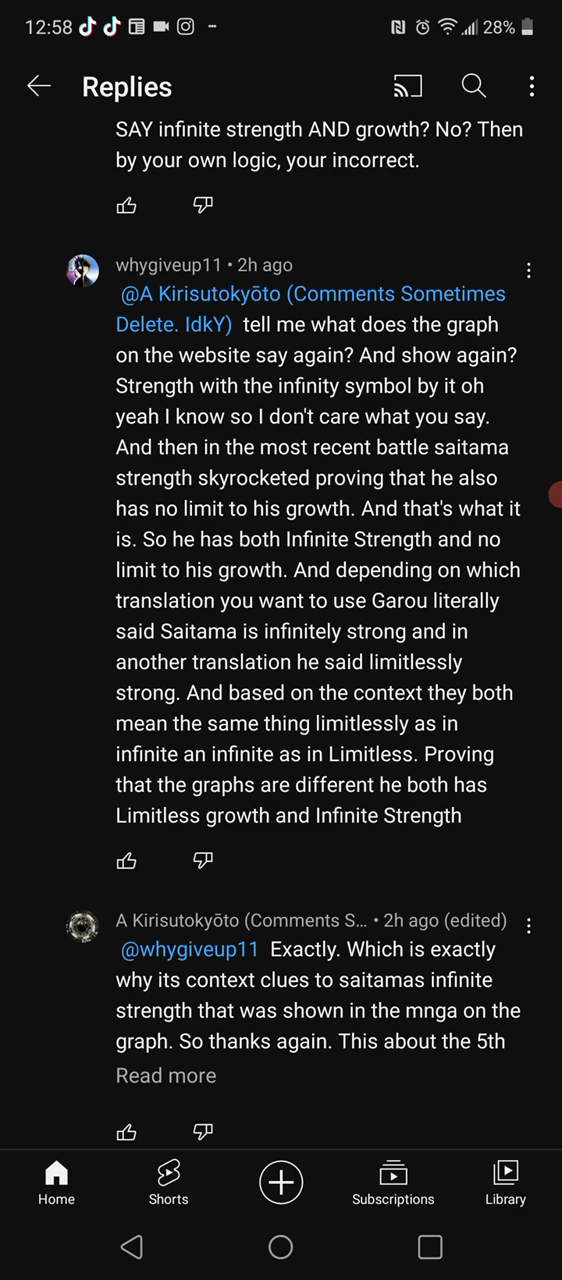 12:58
28%
Replies
SAY infinite strength AND growth? No? Then
by your own logic, your incorrect.
whygiveup11 • 2h ago
@A Kirisutokyōto (Comments Sometimes
Delete. IdkY) tell me what does the graph
on the website say again? And show again?
Strength with the infinity symbol by it oh
yeah I know so I don't care what you say.
And then in the most recent battle saitama
strength skyrocketed proving that he also
has no limit to his growth. And that's what it
is. So he has both Infinite Strength and no
limit to his growth. And depending on which
translation you want to use Garou literally
said Saitama is infinitely strong and in
another translation he said limitlessly
strong. And based on the context they both
mean the same thing limitlessly as in
infinite an infinite as in Limitless. Proving
that the graphs are different he both has
Limitless growth and Infinite Strength
A Kirisutokyōto (Comments S... • 2h ago (edited)
@whygiveup11 Exactly. Which is exactly
why its context clues to saitamas infinite
strength that was shown in the mnga on the
graph. So thanks again. This about the 5th
Read more
Home
Shorts
Subscriptions
Library